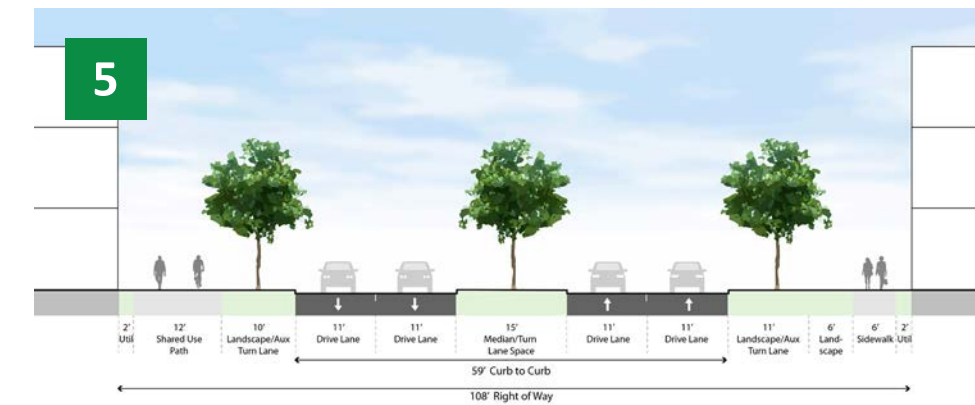 5
2'
Util
12'
Shared Use
Path
10'
Landscape/Aux
Turn Lane
11'
Drive Lane
11'
Drive Lane
15'
Median/Turn
Lane Space
11'
Drive Lane
11'
Drive Lane
11'
Landscape/Aux
Turn Lane
6'
Land-
scape
6'
Sidewalk
2'
Util
59' Curb to Curb
108' Right of Way